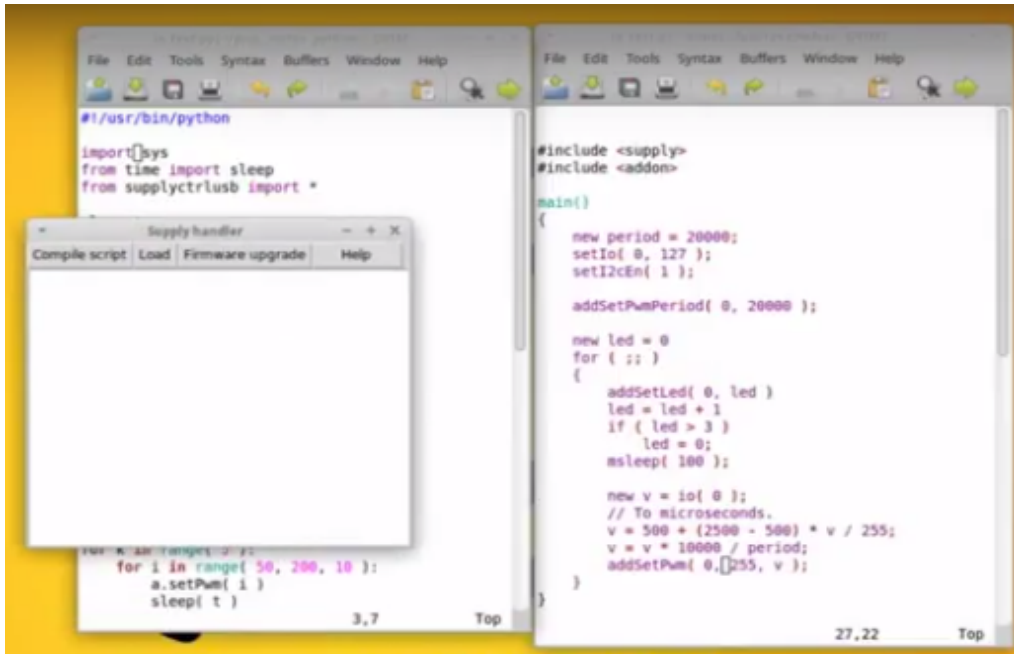 File Edit Tools Syntax Buffers Window Help
#!/usr/bin/python
import sys
from time import sleep
from supplyctrlusb import *
Supply handler
Compile script Load Firmware upgrade Help
for k in range( 5 ):
for i in range( 50, 200, 10 ):
a.setPwm( i )
sleep( t )
3,7 Top
File Edit Tools Syntax Buffers Window Help
#include <supply>
#include <addon>
main()
{
new period = 20000;
setIo( 0, 127 );
setI2cEn( 1 );
addSetPwmPeriod( 0, 20000 );
new led = 0
for ( ;; )
{
addSetLed( 0, led )
led = led + 1
if ( led > 3 )
led = 0;
msleep( 100 );
new v = io( 0 );
// To microseconds.
v = 500 + (2500 - 500) * v / 255;
v = v * 10000 / period;
addSetPwm( 0, 255, v );
}
}
27,22 Top